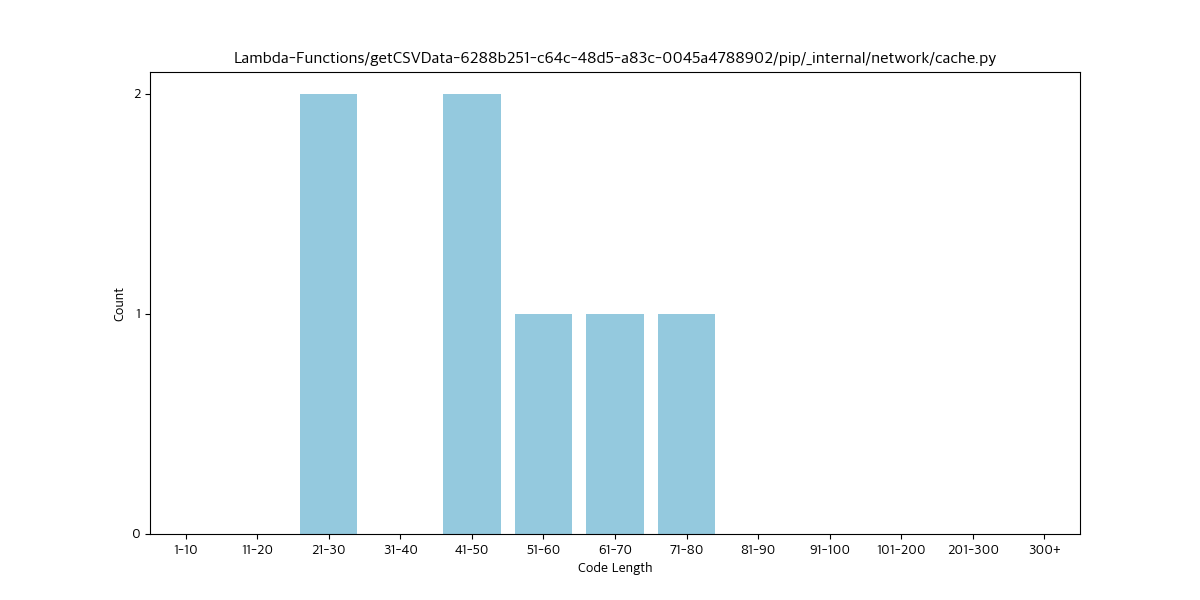 Lambda-Functions/getCSVData-6288b251-c64c-48d5-a83c-0045a4788902/pip/_internal/network/cache.py
2
1
0
Count
1-10 11-20 21-30 31-40 41-50 51-60 61-70 71-80 81-90 91-100 101-200 201-300 300+
Code Length